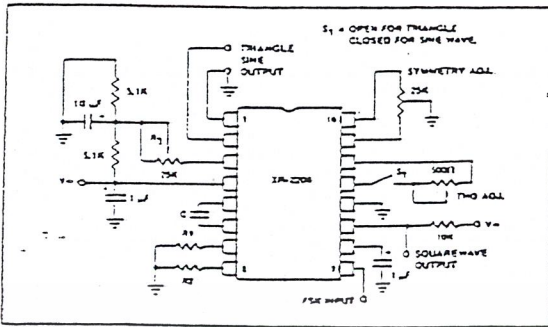 S1 = OPEN FOR TRIANGLE
CLOSED FOR SINE WAVE
TRIANGLE
SINE
OUTPUT
SYMMETRY ADJ.
25K
5.1K
10 µF
R3
1
16
5.1K
25K
XR-2206
S1
500Ω
THD ADJ.
V+
1 µF
C
V+
10K
R1
SQUAREWAVE
OUTPUT
R2
8
9
1 µF
FSK INPUT